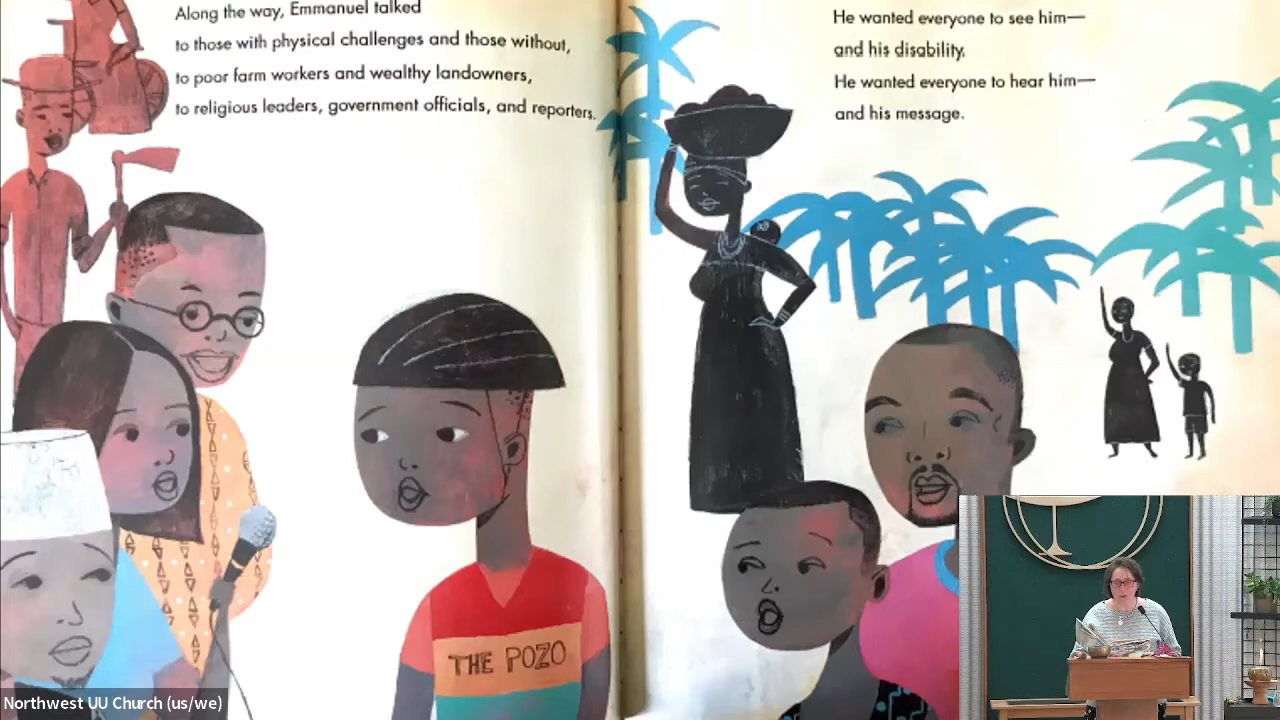 Along the way, Emmanuel talked
to those with physical challenges and those without,
to poor farm workers and wealthy landowners,
to religious leaders, government officials, and reporters.
He wanted everyone to see him—
and his disability.
He wanted everyone to hear him—
and his message.
THE POZO
Northwest UU Church (us/we)